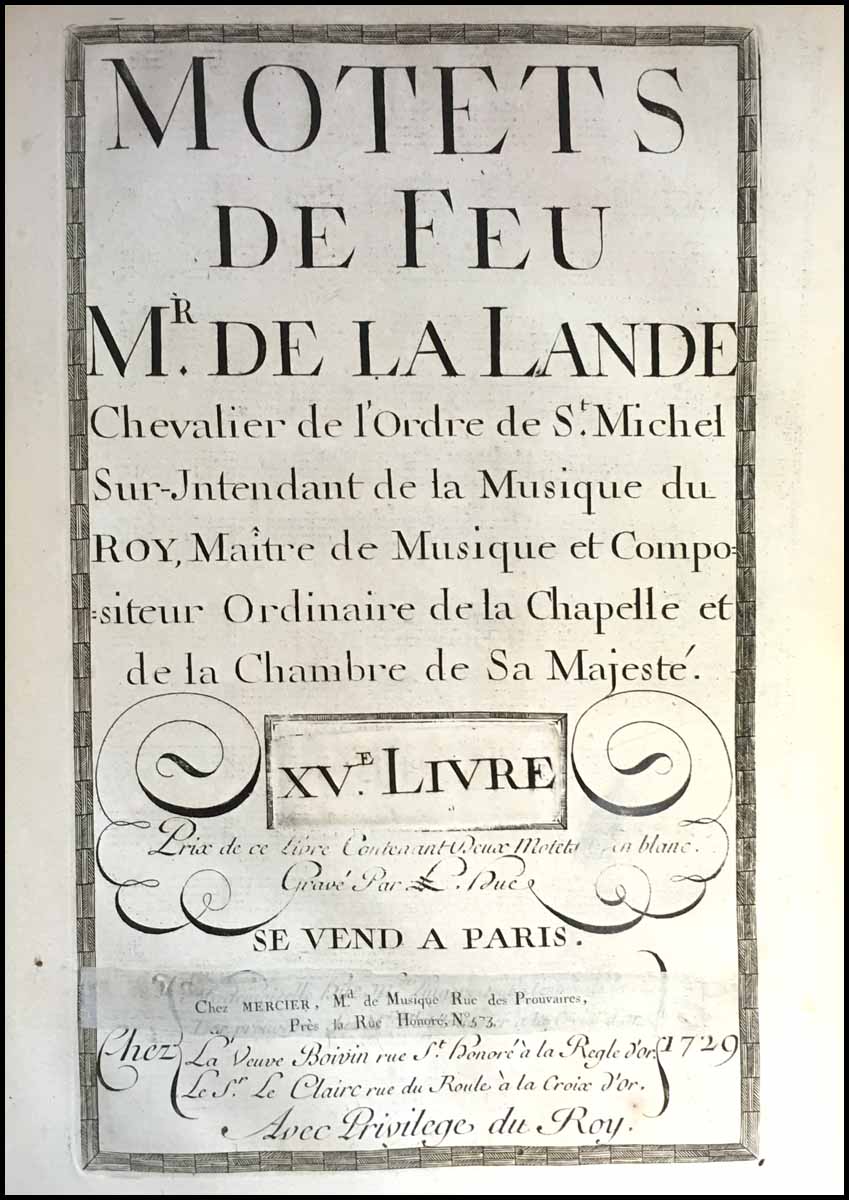 MOTETS
DE FEU
MR. DE LA LANDE
Chevalier de l'Ordre de St. Michel
Sur-Jntendant de la Musique du
ROY, Maître de Musique et Compo=
=siteur Ordinaire de la Chapelle et
de la Chambre de Sa Majesté.
XV.E LIVRE
Prix de ce Livre Contenant Deux Motets en blanc.
Gravé Par L. Hue
SE VEND A PARIS.
Chez MERCIER, Md. de Musique Rue des Prouvaires,
Près la Rue Honoré, No. 573.
Chez La Veuve Boivin rue St. Honoré à la Regle d'or. 1729
Le Sr. Le Clairc rue du Roule à la Croix d'or.
Avec Privilege du Roy.